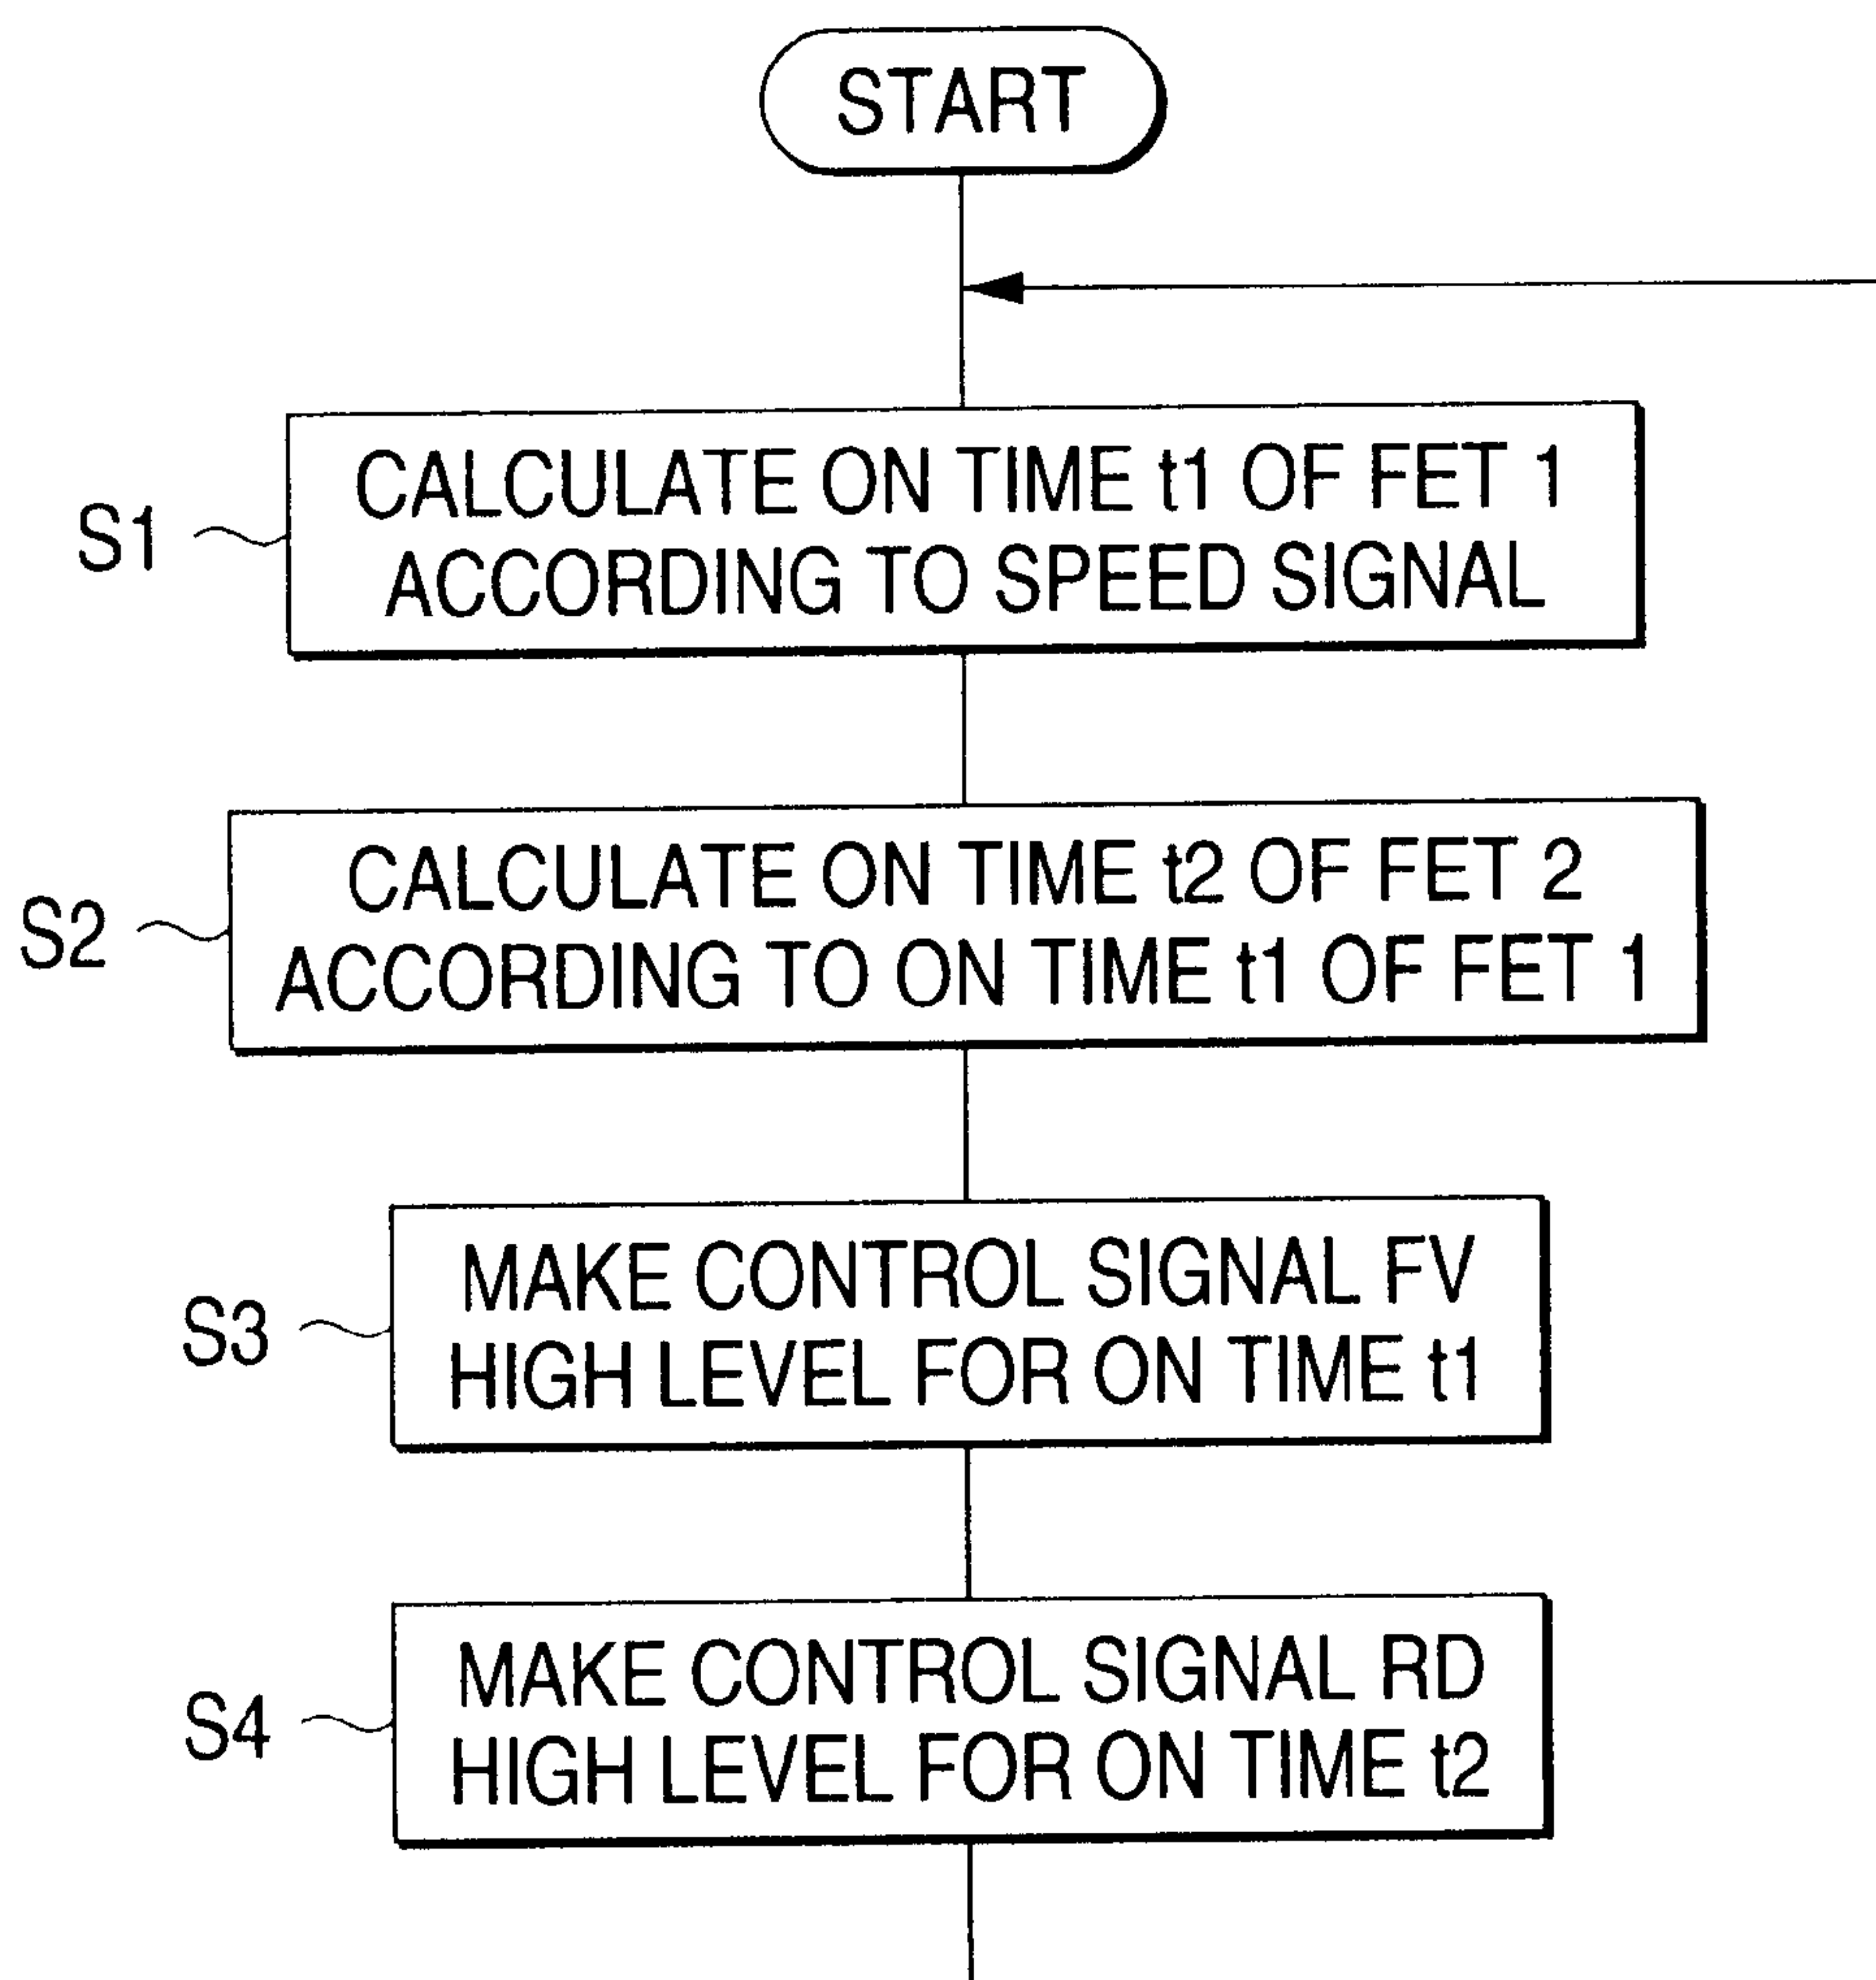 START
S1
CALCULATE ON TIME t1 OF FET 1
ACCORDING TO SPEED SIGNAL
S2
CALCULATE ON TIME t2 OF FET 2
ACCORDING TO ON TIME t1 OF FET 1
S3
MAKE CONTROL SIGNAL FV
HIGH LEVEL FOR ON TIME t1
S4
MAKE CONTROL SIGNAL RD
HIGH LEVEL FOR ON TIME t2